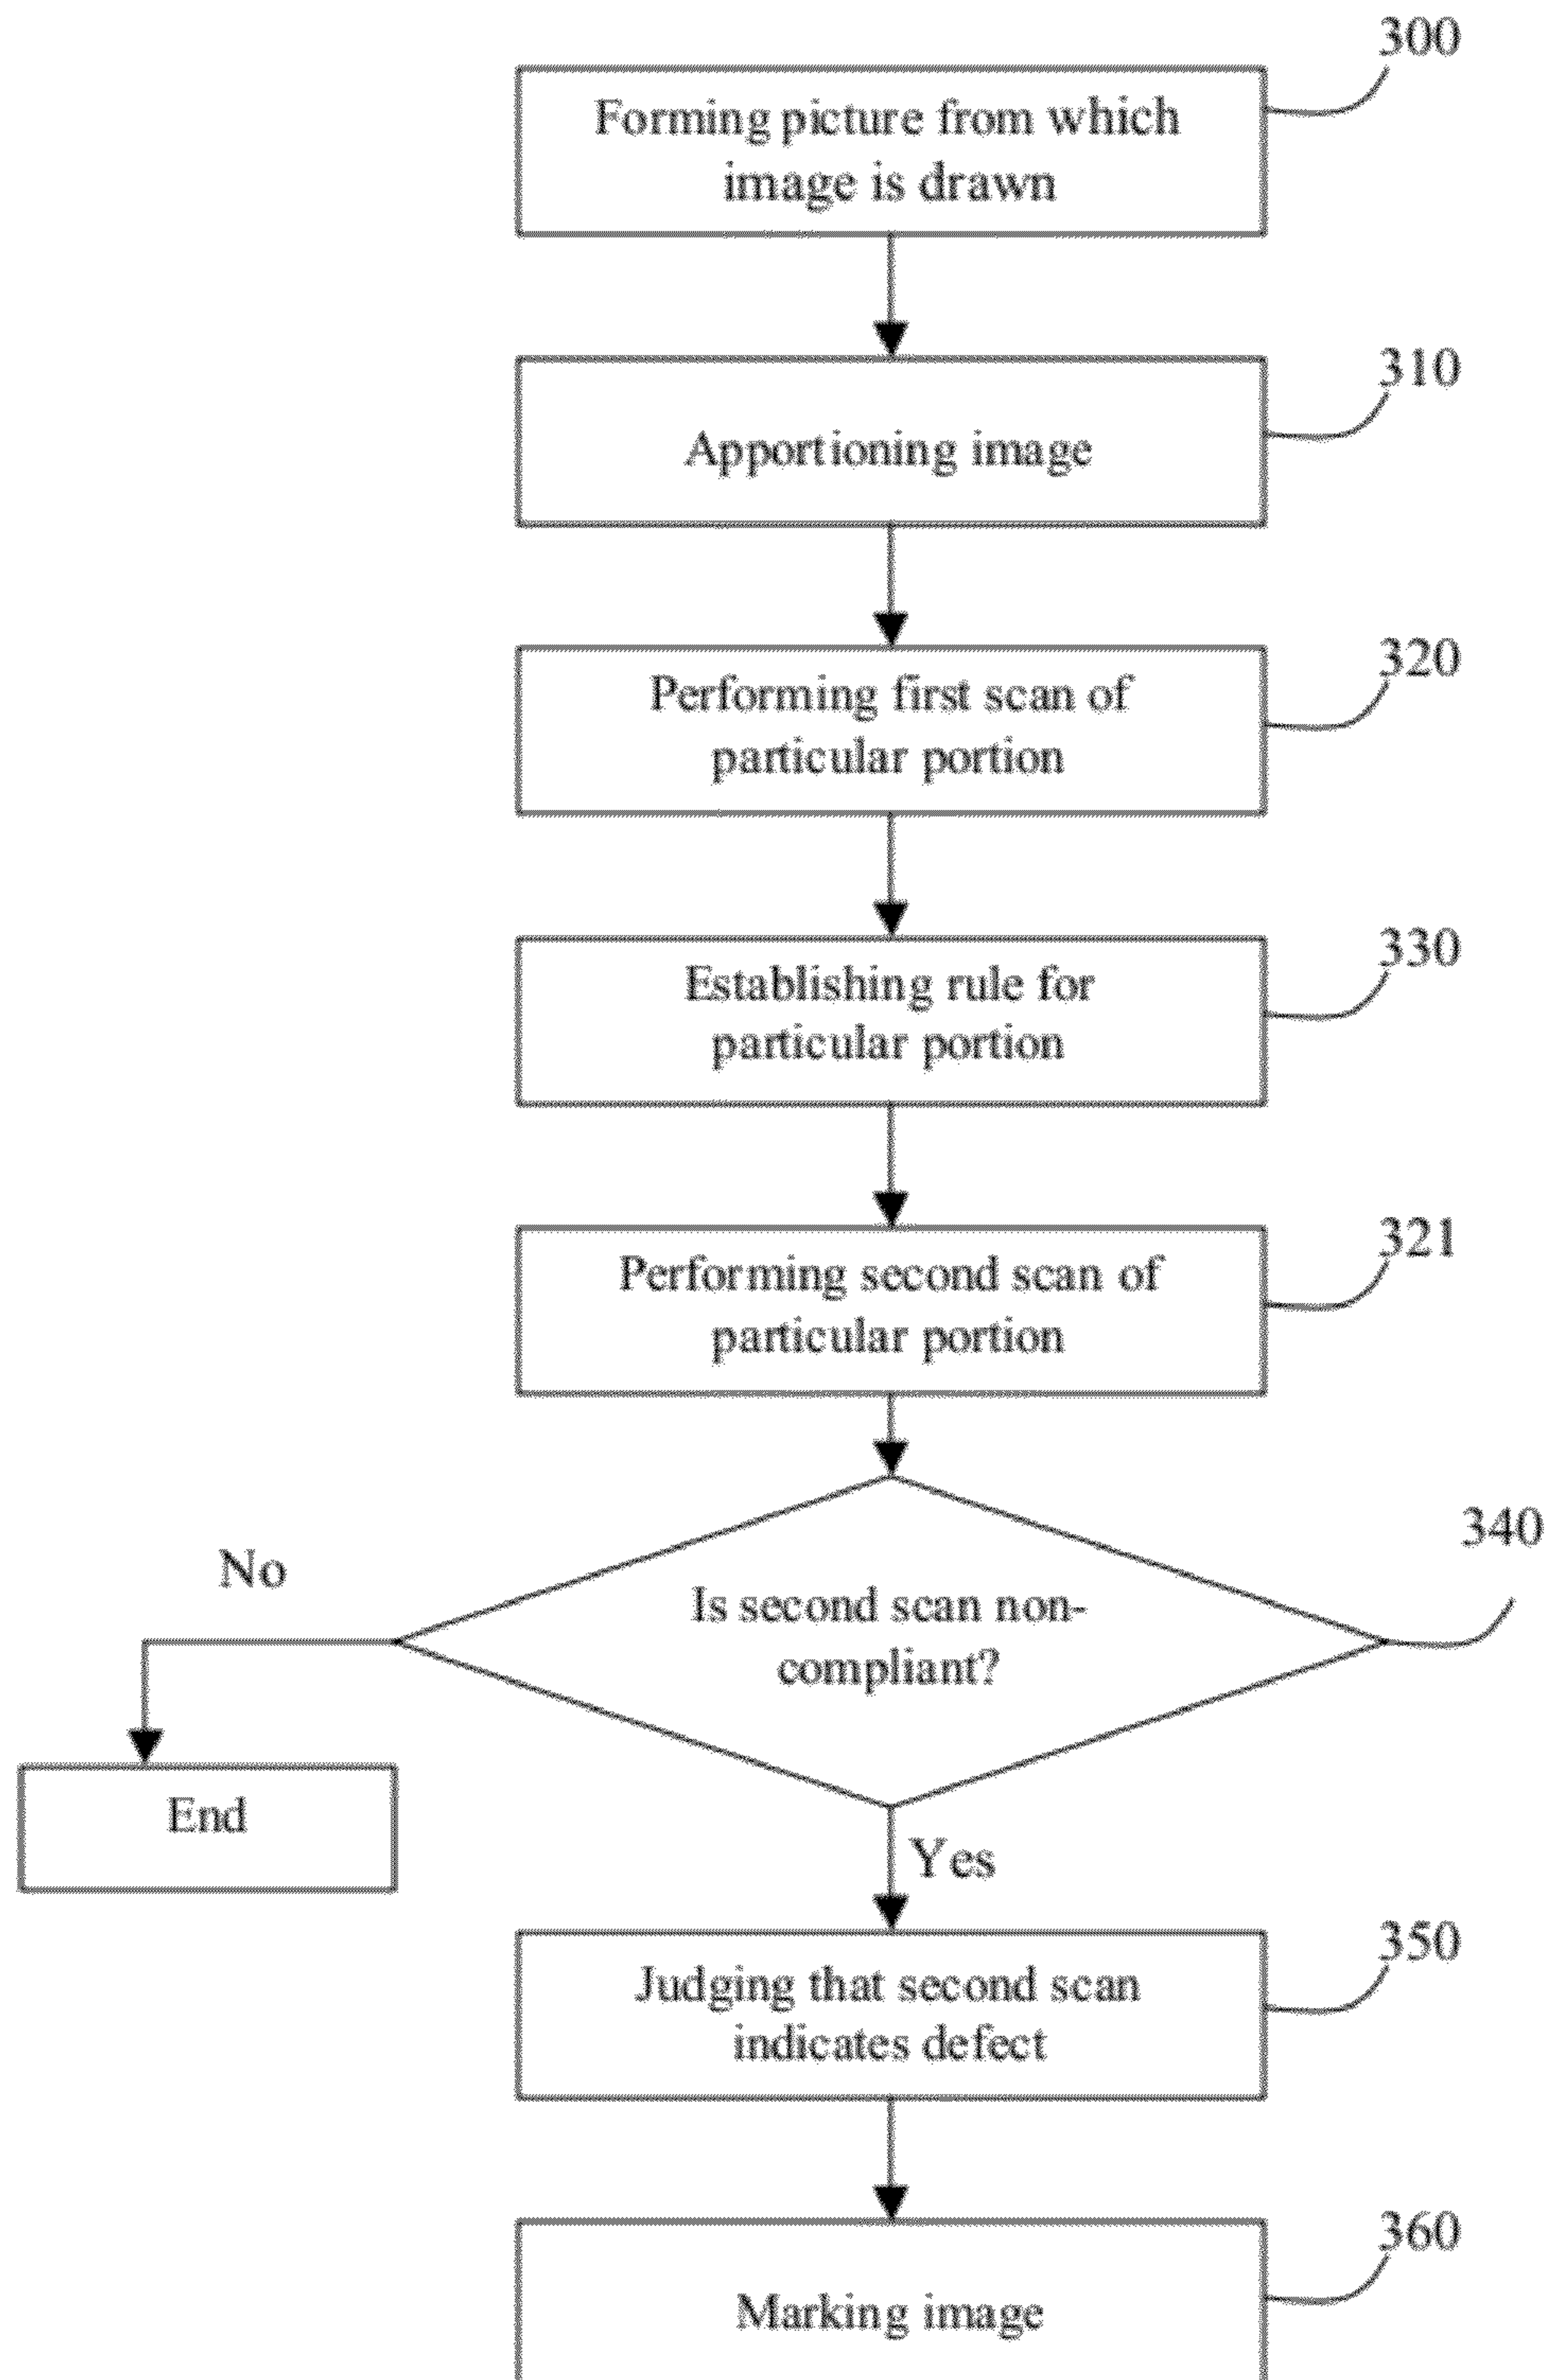 300
Forming picture from which
image is drawn
310
Apportioning image
320
Performing first scan of
particular portion
330
Establishing rule for
particular portion
321
Performing second scan of
particular portion
340
No
Is second scan non-
compliant?
End
Yes
350
Judging that second scan
indicates defect
360
Marking image